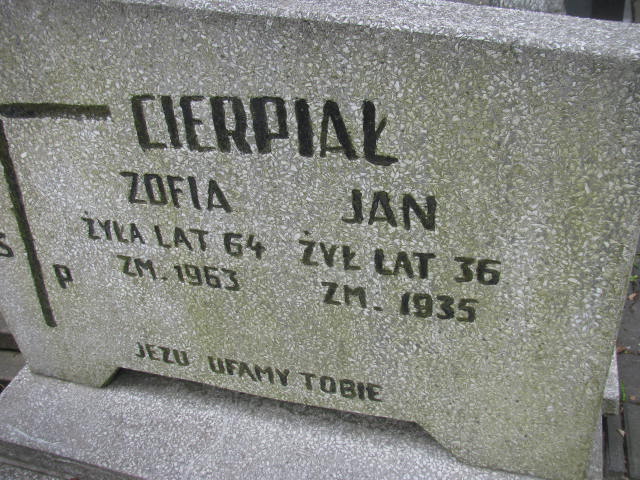 CIERPIAŁ
ZOFIA
ŻYŁA LAT 64
ZM. 1963
JAN
ŻYŁ LAT 36
ZM. 1935
S P
JEZU UFAMY TOBIE